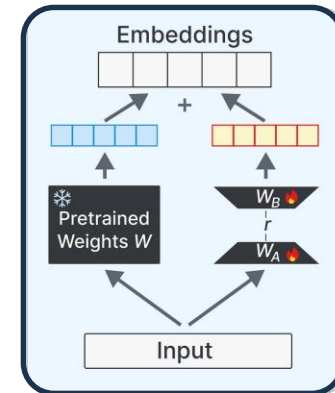 Embeddings
+
Pretrained
Weights W
W_B
r
W_A
Input